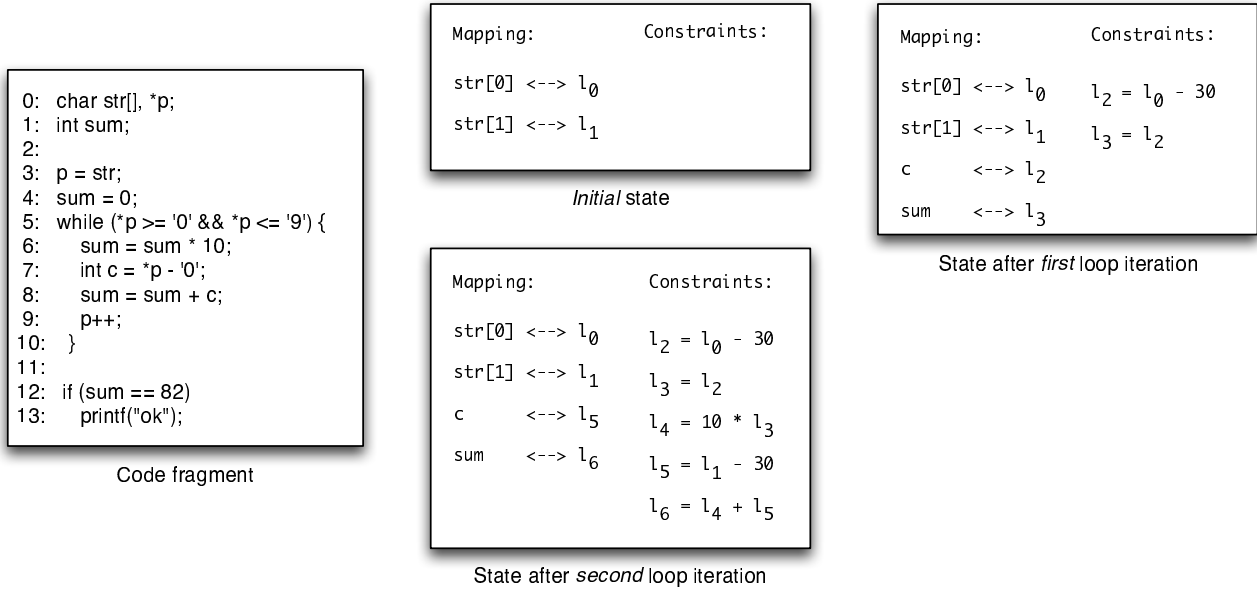 0: char str[], *p;
1: int sum;
2:
3: p = str;
4: sum = 0;
5: while (*p >= '0' && *p <= '9') {
6: sum = sum * 10;
7: int c = *p - '0';
8: sum = sum + c;
9: p++;
10: }
11:
12: if (sum == 82)
13: printf("ok");
Code fragment
Mapping: Constraints:
str[0] <--> l0
str[1] <--> l1
Initial state
Mapping: Constraints:
str[0] <--> l0 l2 = l0 - 30
str[1] <--> l1 l3 = l2
c <--> l2
sum <--> l3
State after first loop iteration
Mapping: Constraints:
str[0] <--> l0 l2 = l0 - 30
str[1] <--> l1 l3 = l2
c <--> l5 l4 = 10 * l3
sum <--> l6 l5 = l1 - 30
l6 = l4 + l5
State after second loop iteration